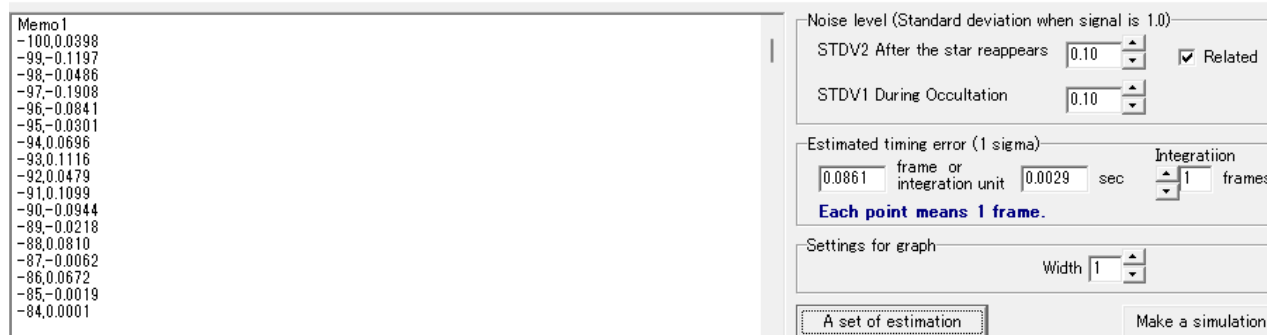 Memo1
-100,0.0398
-99,-0.1197
-98,-0.0486
-97,-0.1908
-96,-0.0841
-95,-0.0301
-94,0.0696
-93,0.1116
-92,0.0479
-91,0.1099
-90,-0.0944
-89,-0.0218
-88,0.0810
-87,-0.0062
-86,0.0672
-85,-0.0019
-84,0.0001
Noise level (Standard deviation when signal is 1.0)
STDV2 After the star reappears 0.10 Related
STDV1 During Occultation 0.10
Estimated timing error (1 sigma)
Integratiion
0.0861 frame or integration unit 0.0029 sec 1 frames
Each point means 1 frame.
Settings for graph
Width 1
A set of estimation Make a simulation